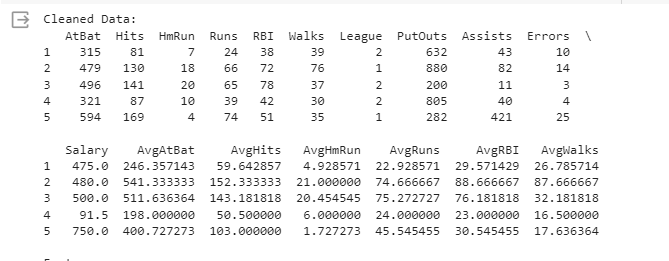 Cleaned Data:
AtBat Hits HmRun Runs RBI Walks League PutOuts Assists Errors \
1 315 81 7 24 38 39 2 632 43 10
2 479 130 18 66 72 76 1 880 82 14
3 496 141 20 65 78 37 2 200 11 3
4 321 87 10 39 42 30 2 805 40 4
5 594 169 4 74 51 35 1 282 421 25
Salary AvgAtBat AvgHits AvgHmRun AvgRuns AvgRBI AvgWalks
1 475.0 246.357143 59.642857 4.928571 22.928571 29.571429 26.785714
2 480.0 541.333333 152.333333 21.000000 74.666667 88.666667 87.666667
3 500.0 511.636364 143.181818 20.454545 75.272727 76.181818 32.181818
4 91.5 198.000000 50.500000 6.000000 24.000000 23.000000 16.500000
5 750.0 400.727273 103.000000 1.727273 45.545455 30.545455 17.636364